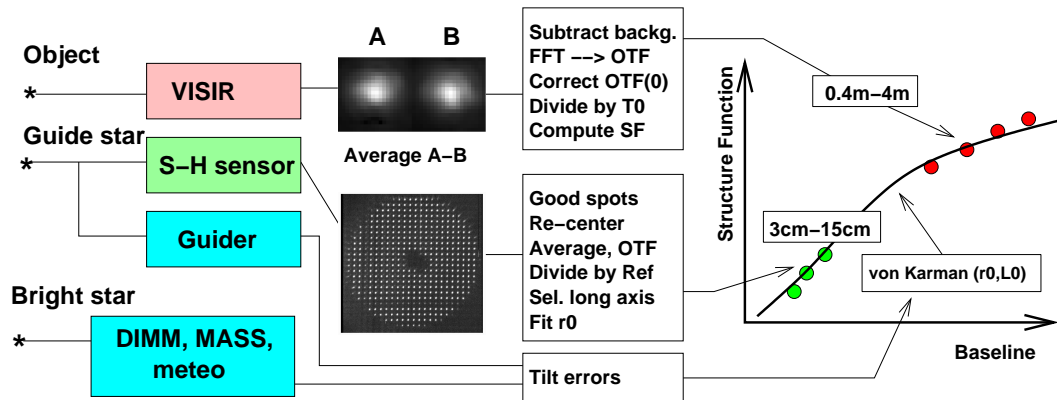 Object
*
VISIR
A B
Average A−B
Subtract backg.
FFT −−> OTF
Correct OTF(0)
Divide by T0
Compute SF
Guide star
*
S−H sensor
Guider
Good spots
Re-center
Average, OTF
Divide by Ref
Sel. long axis
Fit r0
Bright star
*
DIMM, MASS,
meteo
Tilt errors
Structure Function
0.4m−4m
3cm−15cm
von Karman (r0,L0)
Baseline